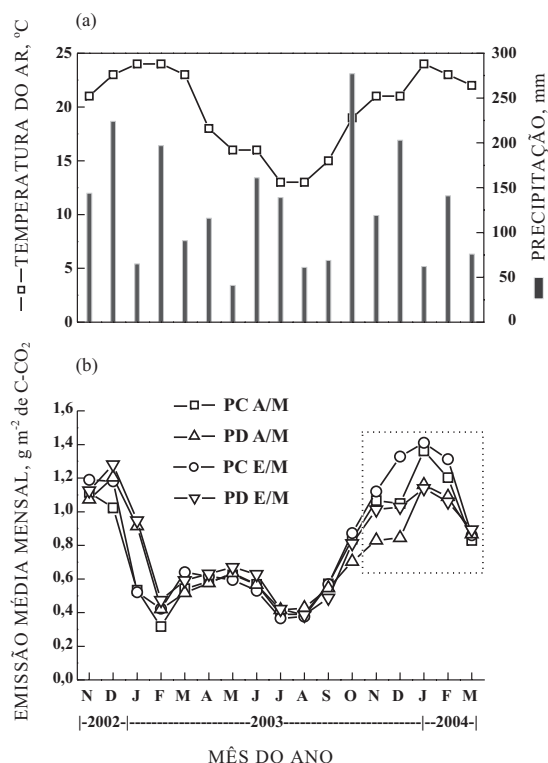 (a)
TEMPERATURA DO AR, ºC
25
20
15
10
5
0
300
250
200
150
100
50
0
PRECIPITAÇÃO, mm
(b)
EMISSÃO MÉDIA MENSAL, g m⁻² de C-CO₂
1,6
1,4
1,2
1,0
0,8
0,6
0,4
0,2
0,0
PC A/M
PD A/M
PC E/M
PD E/M
N D J F M A M J J A S O N D J F M
|-2002-|-----------------------2003-----------------------|--2004-|
MÊS DO ANO